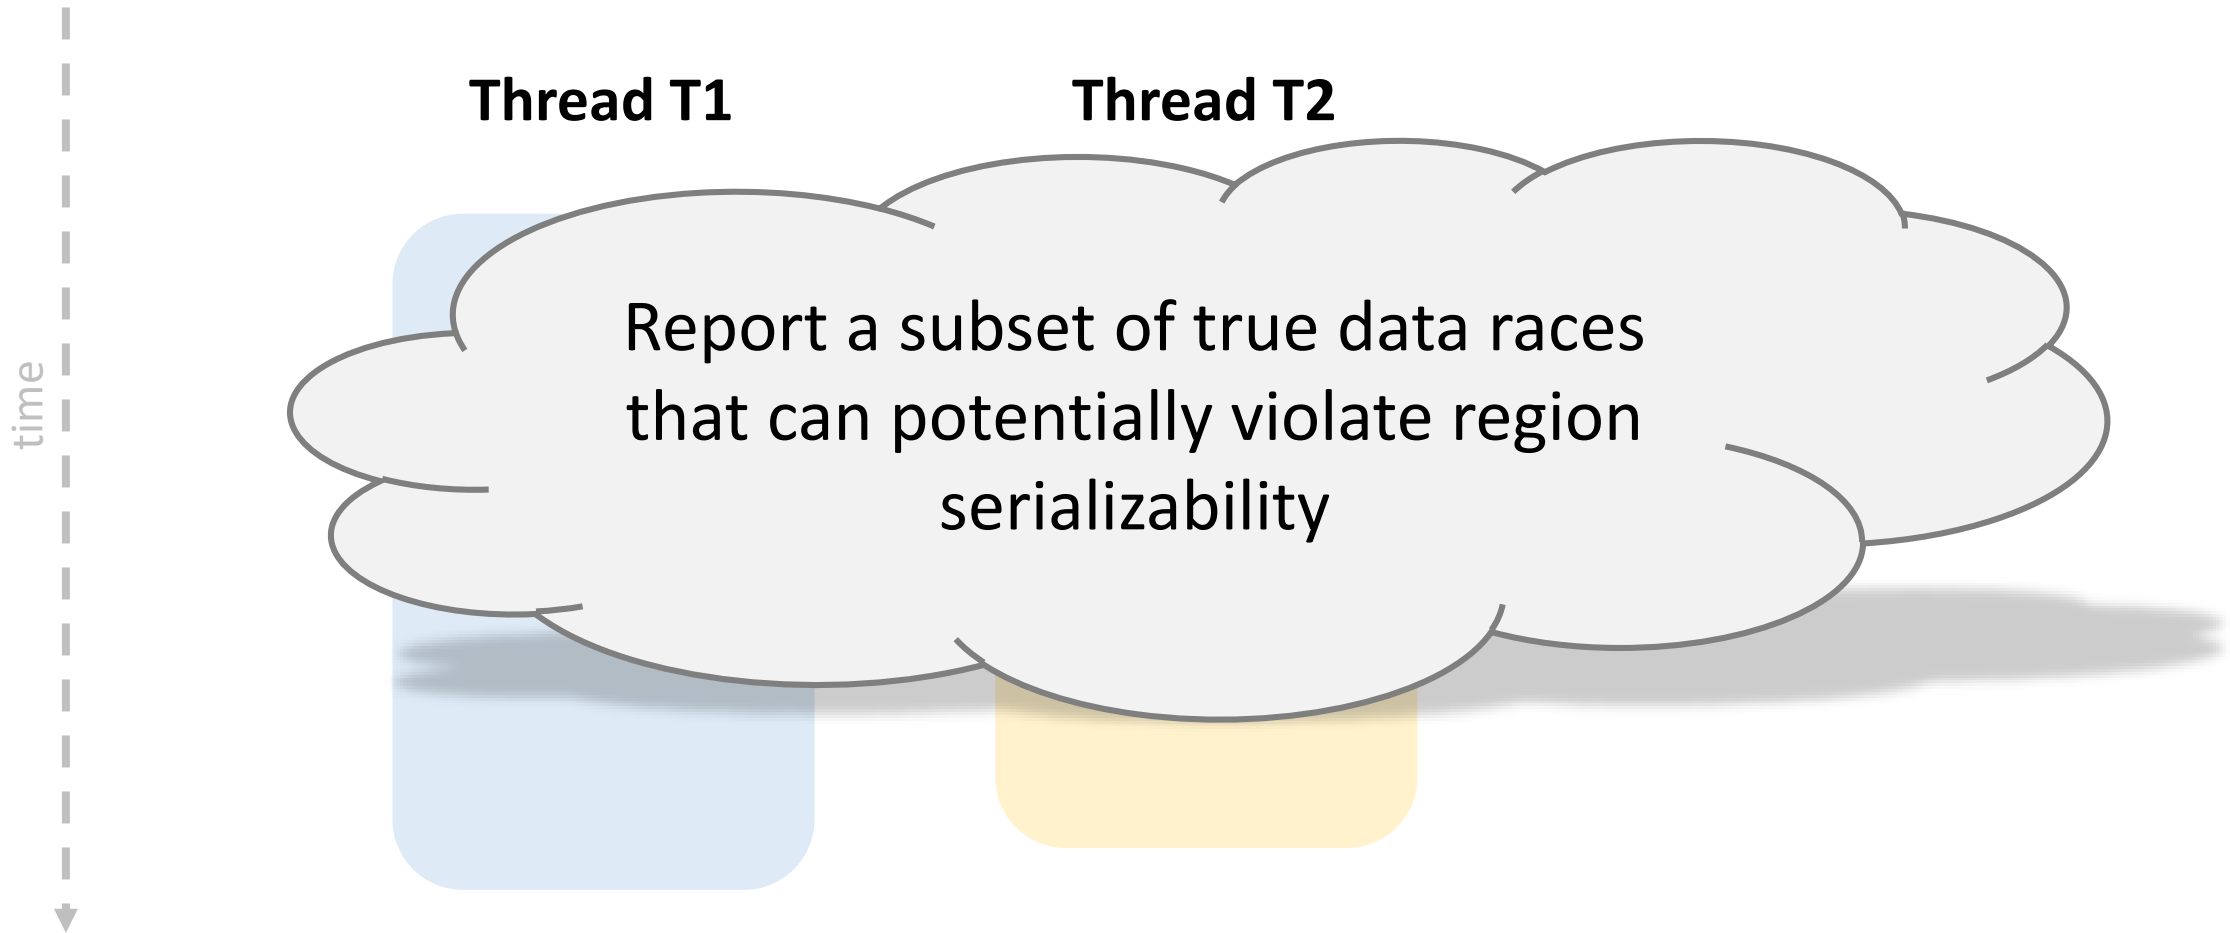 Thread T1
Thread T2
time
Report a subset of true data races
that can potentially violate region
serializability